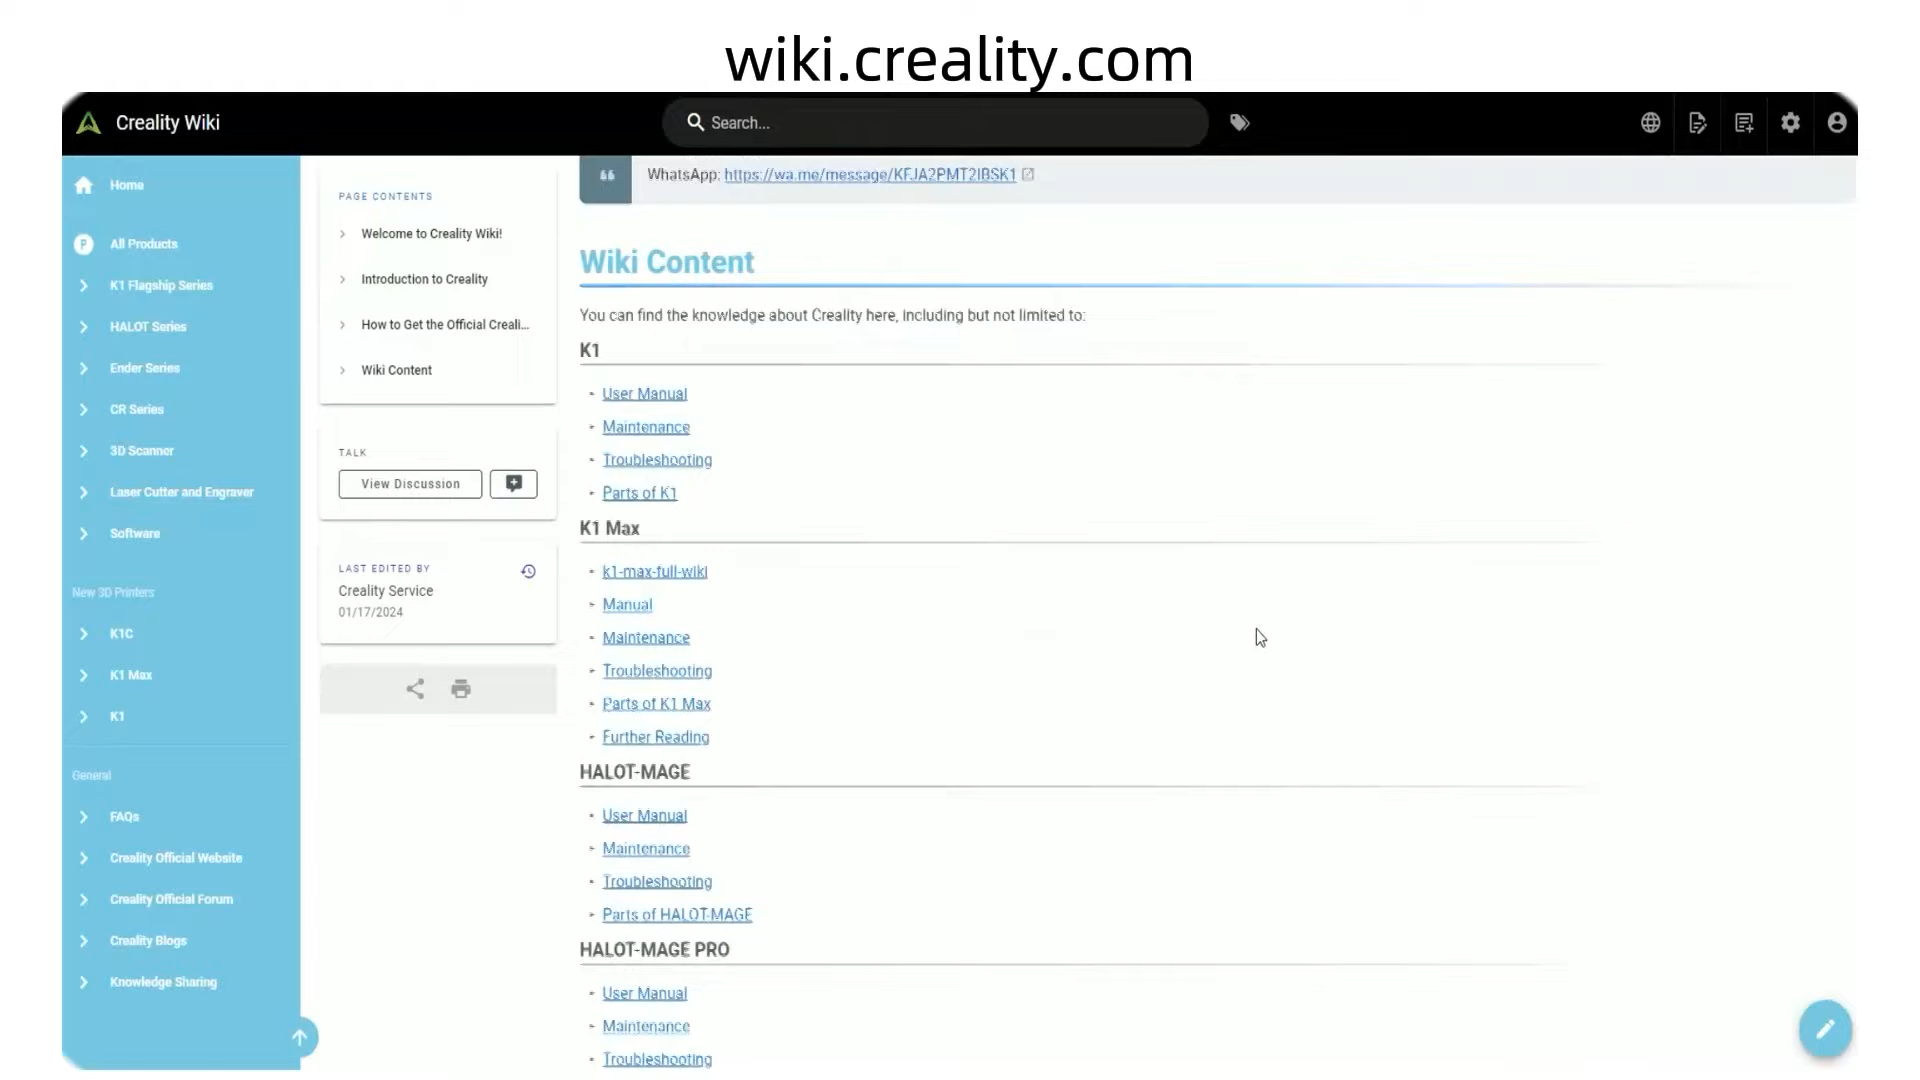 wiki.creality.com
Creality Wiki
Search...
Home
P
All Products
K1 Flagship Series
HALOT Series
Ender Series
CR Series
3D Scanner
Laser Cutter and Engraver
Software
New 3D Printers
K1C
K1 Max
K1
General
FAQs
Creality Official Website
Creality Official Forum
Creality Blogs
Knowledge Sharing
PAGE CONTENTS
Welcome to Creality Wiki!
Introduction to Creality
How to Get the Official Creali...
Wiki Content
TALK
View Discussion
LAST EDITED BY
Creality Service
01/17/2024
WhatsApp: https://wa.me/message/KFJA2PMT2IBSK1
Wiki Content
You can find the knowledge about Creality here, including but not limited to:
K1
User Manual
Maintenance
Troubleshooting
Parts of K1
K1 Max
k1-max-full-wiki
Manual
Maintenance
Troubleshooting
Parts of K1 Max
Further Reading
HALOT-MAGE
User Manual
Maintenance
Troubleshooting
Parts of HALOT-MAGE
HALOT-MAGE PRO
User Manual
Maintenance
Troubleshooting